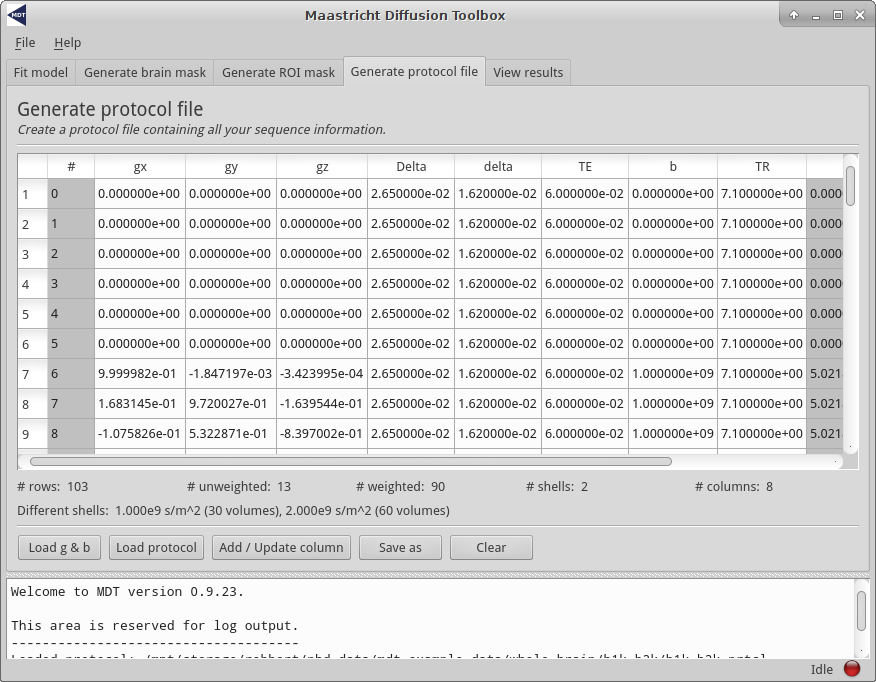 MDT
Maastricht Diffusion Toolbox
File Help
Fit model Generate brain mask Generate ROI mask Generate protocol file View results
Generate protocol file
Create a protocol file containing all your sequence information.
# gx gy gz Delta delta TE b TR
1 0 0.000000e+00 0.000000e+00 0.000000e+00 2.650000e-02 1.620000e-02 6.000000e-02 0.000000e+00 7.100000e+00 0.000
2 1 0.000000e+00 0.000000e+00 0.000000e+00 2.650000e-02 1.620000e-02 6.000000e-02 0.000000e+00 7.100000e+00 0.000
3 2 0.000000e+00 0.000000e+00 0.000000e+00 2.650000e-02 1.620000e-02 6.000000e-02 0.000000e+00 7.100000e+00 0.000
4 3 0.000000e+00 0.000000e+00 0.000000e+00 2.650000e-02 1.620000e-02 6.000000e-02 0.000000e+00 7.100000e+00 0.000
5 4 0.000000e+00 0.000000e+00 0.000000e+00 2.650000e-02 1.620000e-02 6.000000e-02 0.000000e+00 7.100000e+00 0.000
6 5 0.000000e+00 0.000000e+00 0.000000e+00 2.650000e-02 1.620000e-02 6.000000e-02 0.000000e+00 7.100000e+00 0.000
7 6 9.999982e-01 -1.847197e-03 -3.423995e-04 2.650000e-02 1.620000e-02 6.000000e-02 1.000000e+09 7.100000e+00 5.021
8 7 1.683145e-01 9.720027e-01 -1.639544e-01 2.650000e-02 1.620000e-02 6.000000e-02 1.000000e+09 7.100000e+00 5.021
9 8 -1.075826e-01 5.322871e-01 -8.397002e-01 2.650000e-02 1.620000e-02 6.000000e-02 1.000000e+09 7.100000e+00 5.021
# rows: 103 # unweighted: 13 # weighted: 90 # shells: 2 # columns: 8
Different shells: 1.000e9 s/m^2 (30 volumes), 2.000e9 s/m^2 (60 volumes)
Load g & b Load protocol Add / Update column Save as Clear
Welcome to MDT version 0.9.23.
This area is reserved for log output.
-------------------------------------
Loaded protocol:
Idle